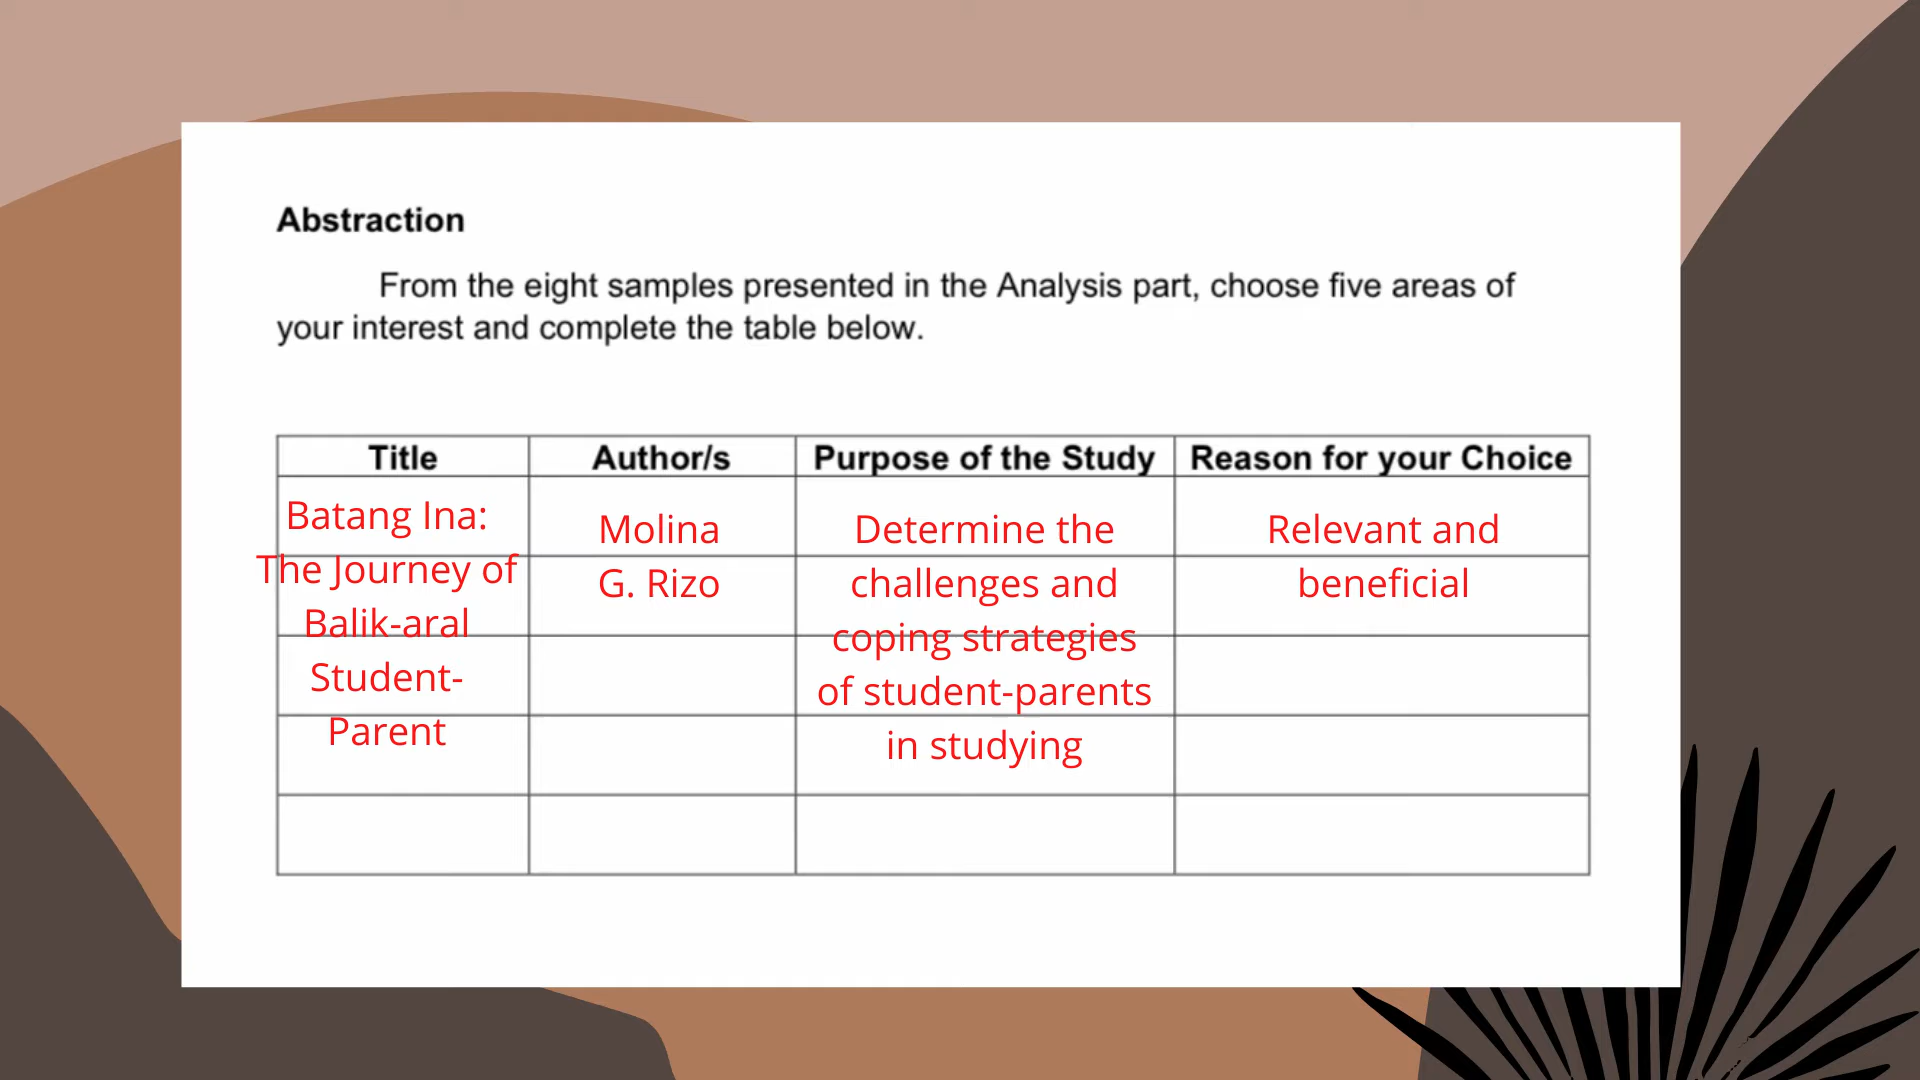 Abstraction
From the eight samples presented in the Analysis part, choose five areas of
your interest and complete the table below.
Title Author/s Purpose of the Study Reason for your Choice
Batang Ina:
The Journey of
Balik-aral
Student-
Parent
Molina
G. Rizo
Determine the
challenges and
coping strategies
of student-parents
in studying
Relevant and
beneficial